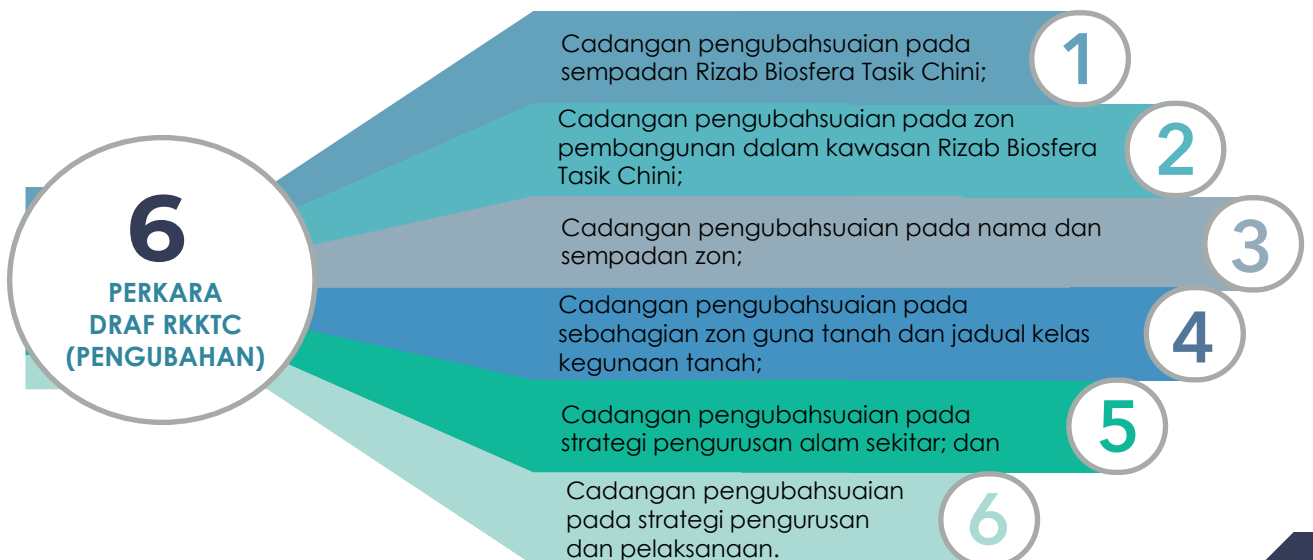 6
PERKARA
DRAF RKKTC
(PENGUBAHAN)
Cadangan pengubahsuaian pada
sempadan Rizab Biosfera Tasik Chini;
1
Cadangan pengubahsuaian pada zon
pembangunan dalam kawasan Rizab Biosfera
Tasik Chini;
2
Cadangan pengubahsuaian pada nama dan
sempadan zon;
3
Cadangan pengubahsuaian pada
sebahagian zon guna tanah dan jadual kelas
kegunaan tanah;
4
Cadangan pengubahsuaian pada
strategi pengurusan alam sekitar; dan
5
Cadangan pengubahsuaian
pada strategi pengurusan
dan pelaksanaan.
6